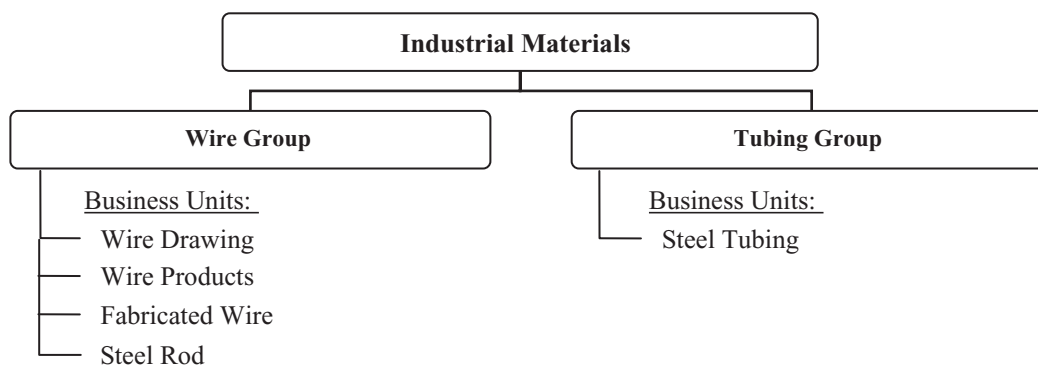 Industrial Materials
Wire Group
Tubing Group
Business Units:
Wire Drawing
Wire Products
Fabricated Wire
Steel Rod
Business Units:
Steel Tubing